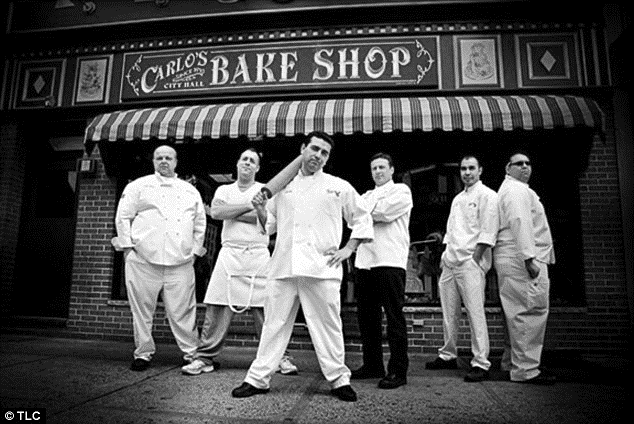 CARLO'S
SINCE 1910
CITY HALL
BAKE SHOP
© TLC